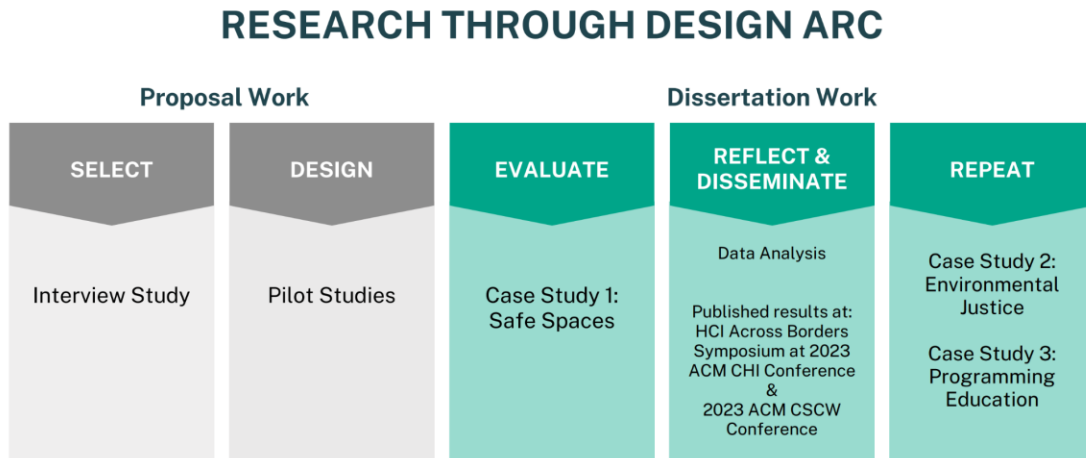 RESEARCH THROUGH DESIGN ARC
Proposal Work
Dissertation Work
SELECT
Interview Study
DESIGN
Pilot Studies
EVALUATE
Case Study 1:
Safe Spaces
REFLECT &
DISSEMINATE
Data Analysis
Published results at:
HCI Across Borders
Symposium at 2023
ACM CHI Conference
&
2023 ACM CSCW
Conference
REPEAT
Case Study 2:
Environmental
Justice
Case Study 3:
Programming
Education